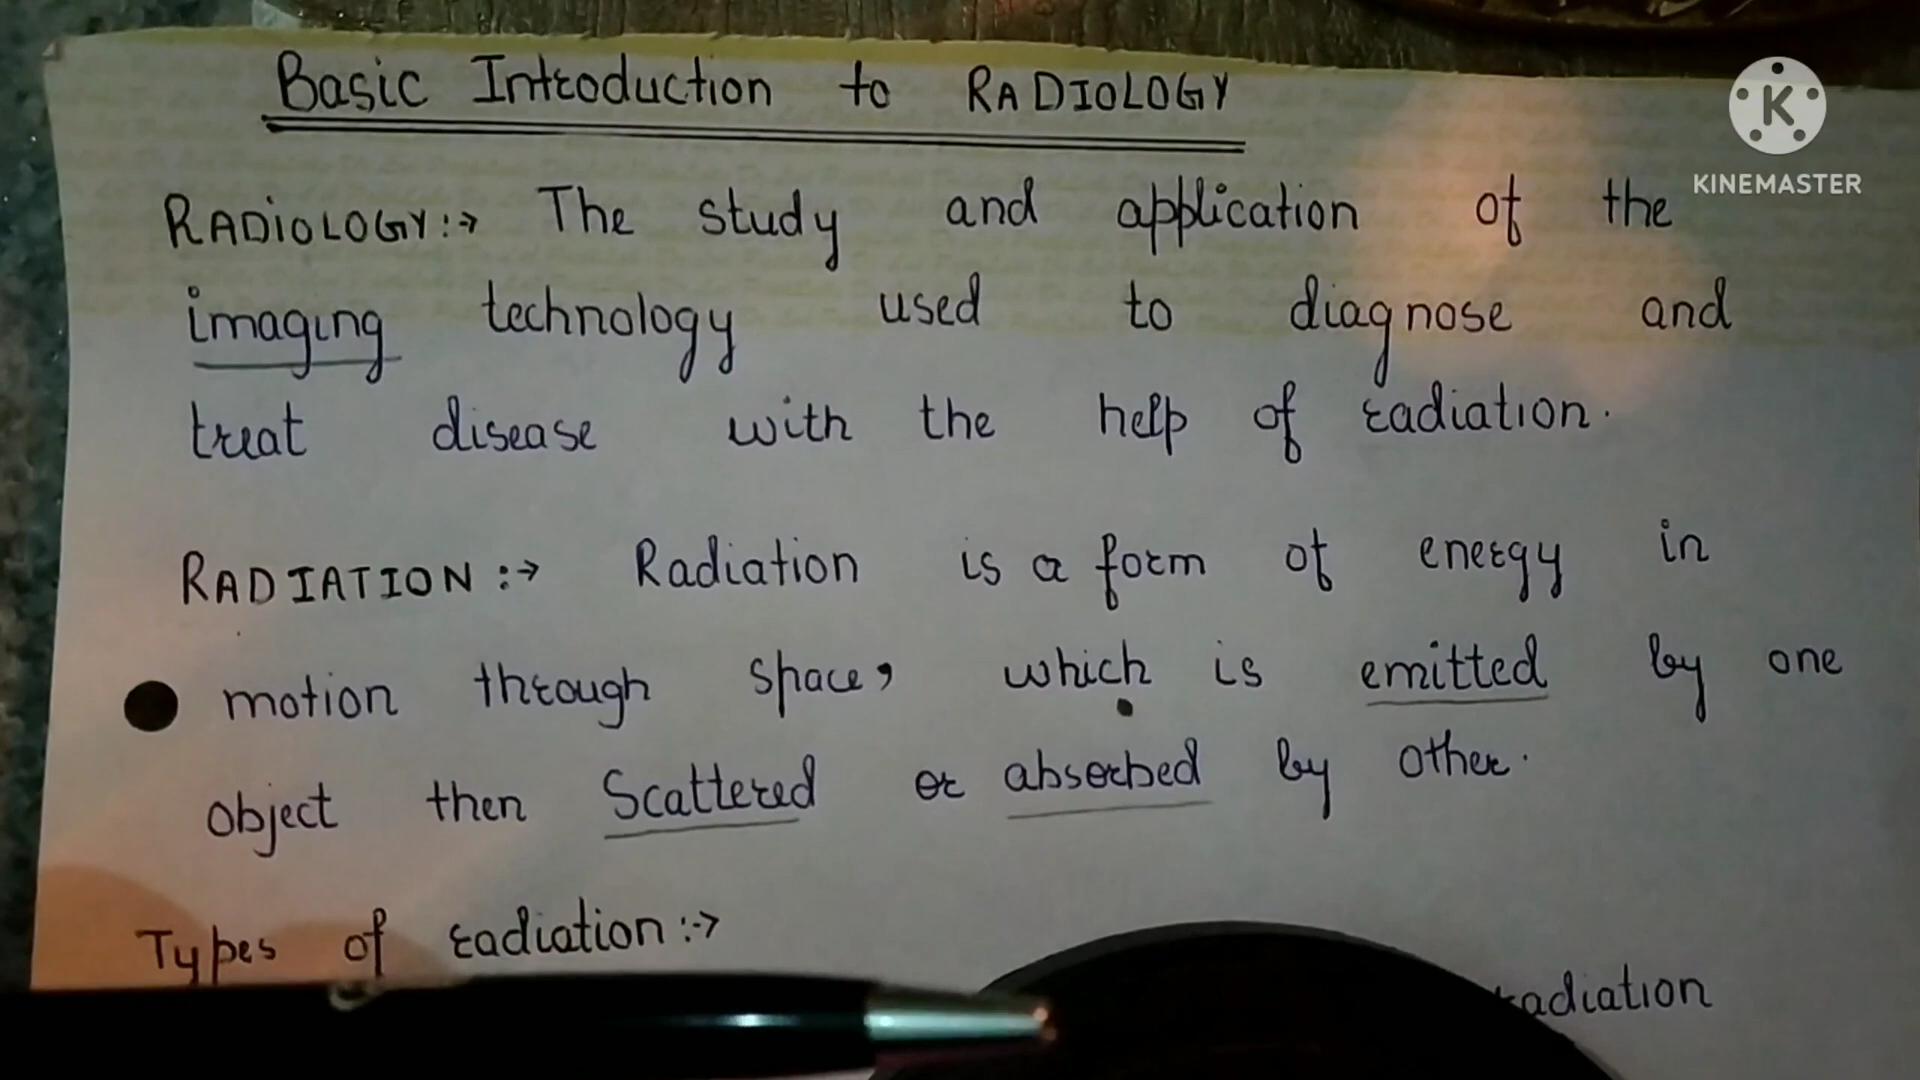 Basic Introduction to RADIOLOGY
K
KINEMASTER
RADIOLOGY:→ The study and application of the
imaging technology used to diagnose and
treat disease with the help of radiation.
RADIATION:→ Radiation is a form of energy in
motion through space, which is emitted by one
object then Scattered or absorbed by other.
Types of radiation:→
radiation